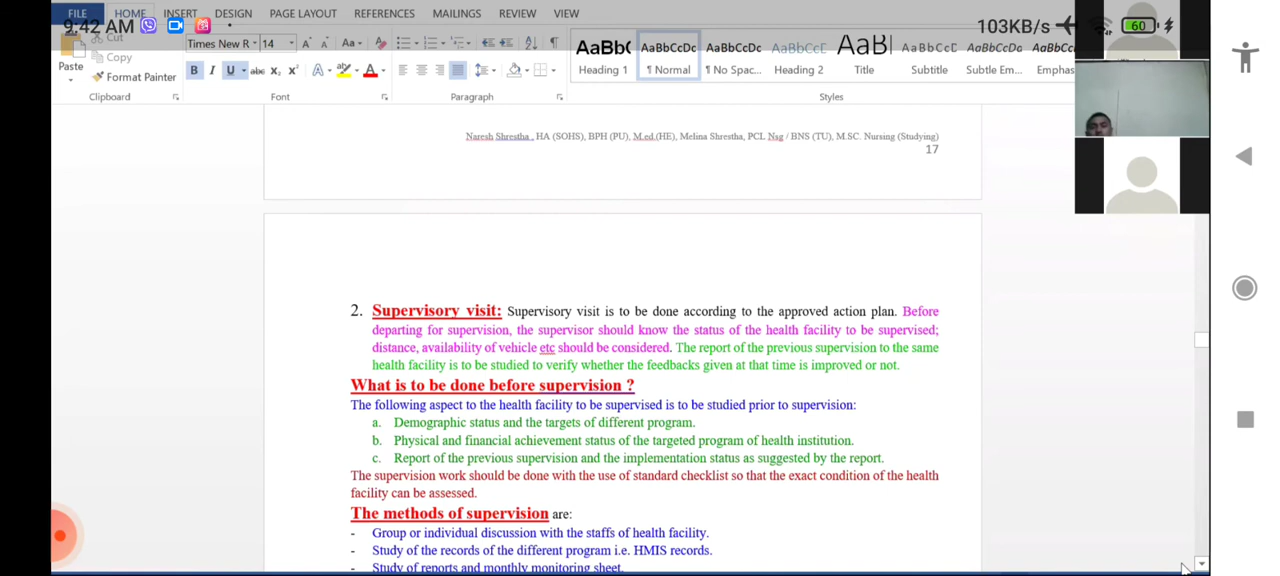 FILE HOME INSERT DESIGN PAGE LAYOUT REFERENCES MAILINGS REVIEW VIEW
9:42 AM 103KB/s 60
Cut
Copy
Paste Format Painter
Times New R 14 Aa
B I U abc X₂ X² A A
AaBbC AaBbCcDc AaBbCcDc AaBbCcE AaB AaBbCcD AaBbCcDa AaBbCc
Heading 1 ¶ Normal ¶ No Spac... Heading 2 Title Subtitle Subtle Em... Emphas
Clipboard Font Paragraph Styles
Naresh Shrestha , HA (SOHS), BPH (PU), M.ed.(HE), Melina Shrestha, PCL Nsg / BNS (TU), M.SC. Nursing (Studying)
17
2. Supervisory visit: Supervisory visit is to be done according to the approved action plan. Before
departing for supervision, the supervisor should know the status of the health facility to be supervised;
distance, availability of vehicle etc should be considered. The report of the previous supervision to the same
health facility is to be studied to verify whether the feedbacks given at that time is improved or not.
What is to be done before supervision ?
The following aspect to the health facility to be supervised is to be studied prior to supervision:
a. Demographic status and the targets of different program.
b. Physical and financial achievement status of the targeted program of health institution.
c. Report of the previous supervision and the implementation status as suggested by the report.
The supervision work should be done with the use of standard checklist so that the exact condition of the health
facility can be assessed.
The methods of supervision are:
- Group or individual discussion with the staffs of health facility.
- Study of the records of the different program i.e. HMIS records.
- Study of reports and monthly monitoring sheet.